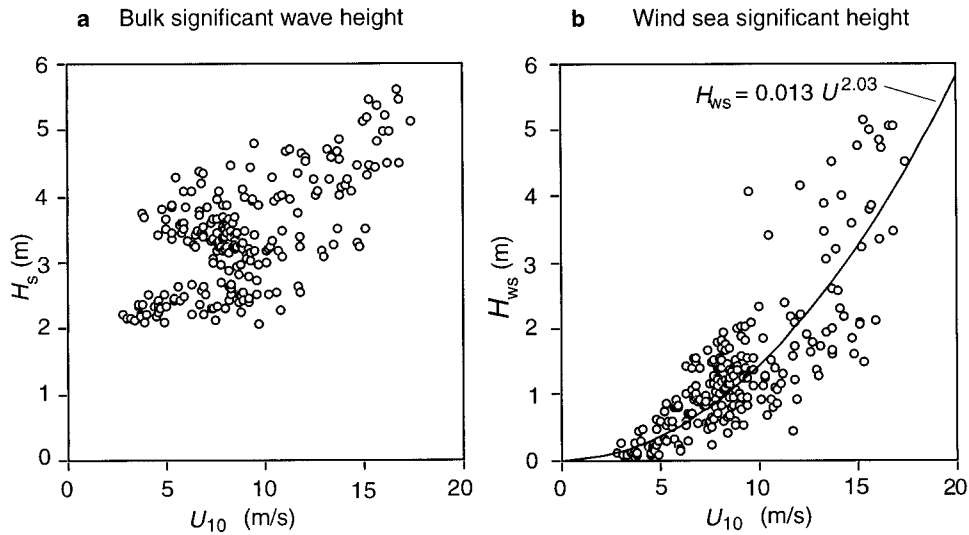 a Bulk significant wave height
6
5
4
3
2
1
0
Hs (m)
0 5 10 15 20
U10 (m/s)
b Wind sea significant height
6
5
4
3
2
1
0
Hws (m)
Hws = 0.013 U^2.03
0 5 10 15 20
U10 (m/s)